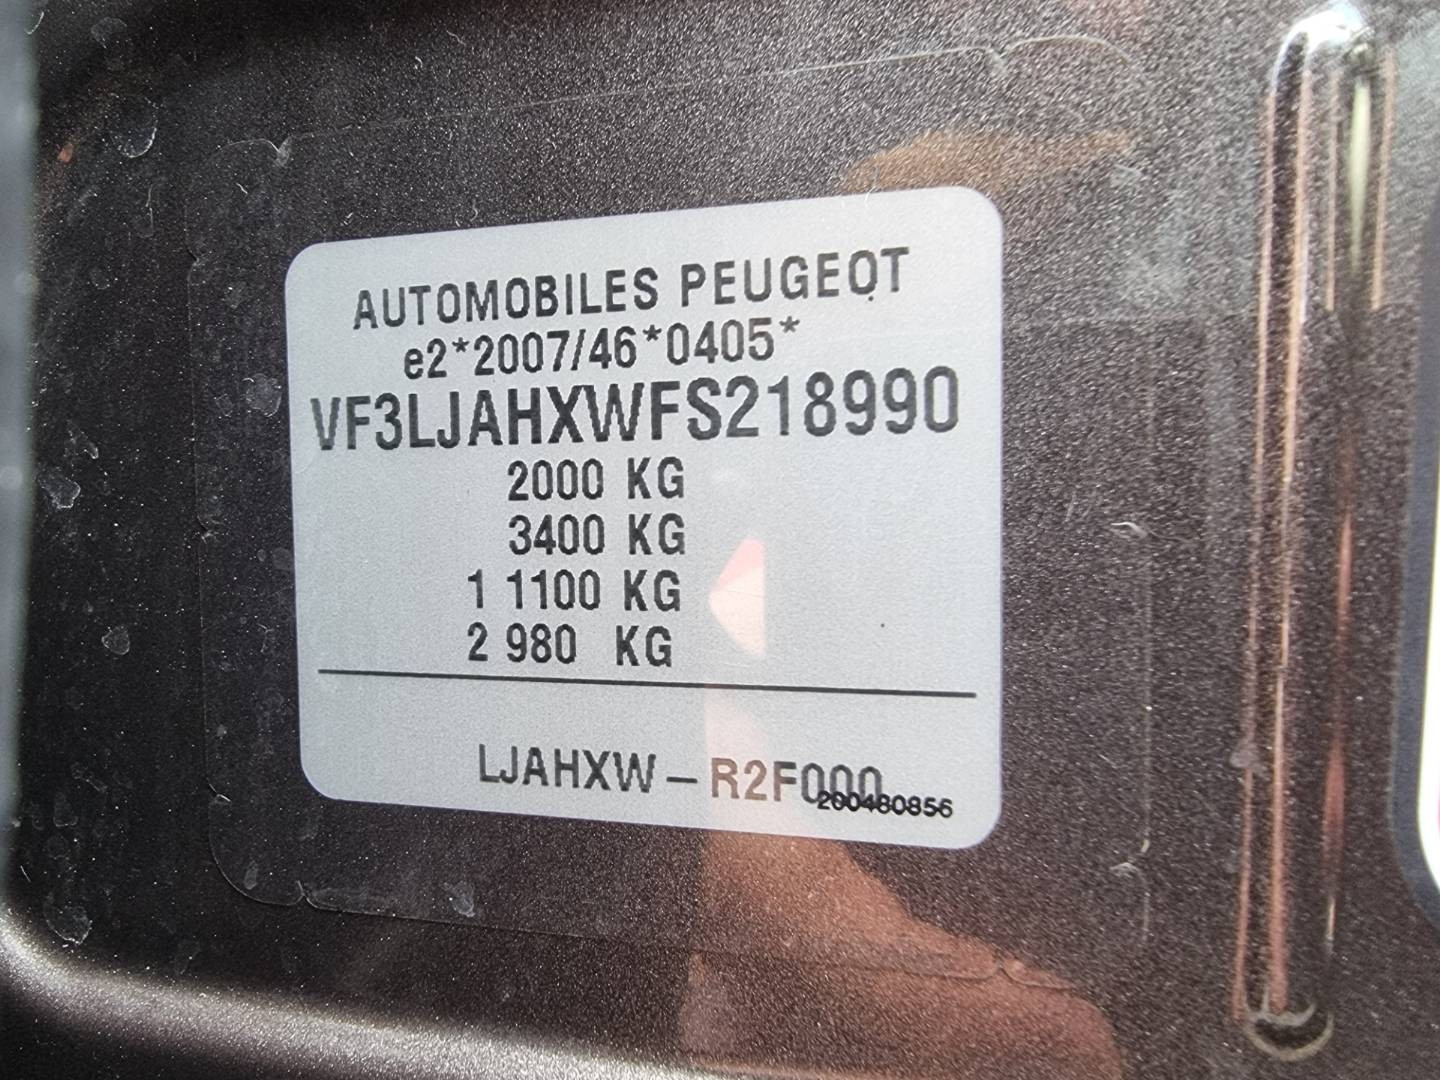 AUTOMOBILES PEUGEOT
e2*2007/46*0405*
VF3LJAHXWFS218990
2000 KG
3400 KG
1 1100 KG
2 980 KG
LJAHXW – R2F000
200480856